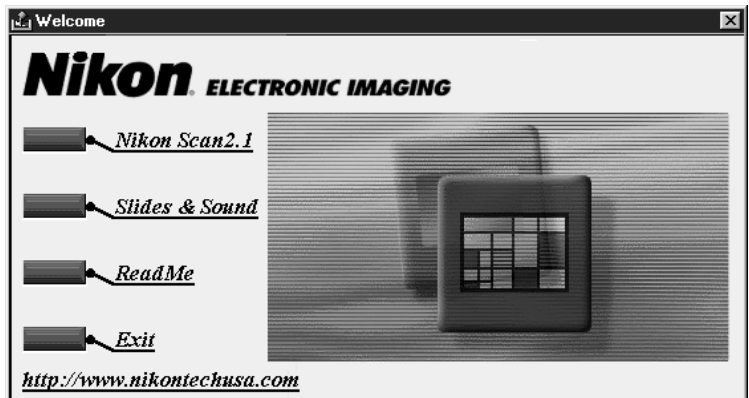 Welcome
Nikon ELECTRONIC IMAGING
Nikon Scan2.1
Slides & Sound
ReadMe
Exit
http://www.nikontechusa.com